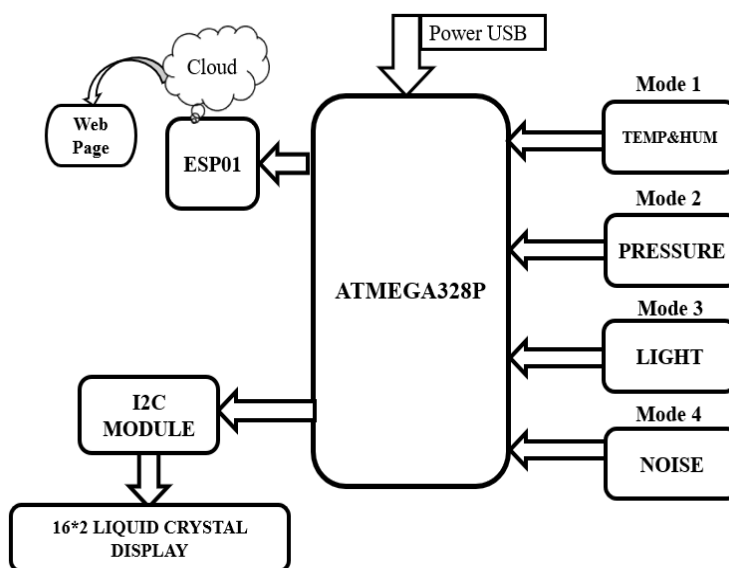 Power USB
Cloud
Web
Page
ESP01
Mode 1
TEMP&HUM
Mode 2
PRESSURE
ATMEGA328P
Mode 3
LIGHT
I2C
MODULE
Mode 4
NOISE
16*2 LIQUID CRYSTAL
DISPLAY